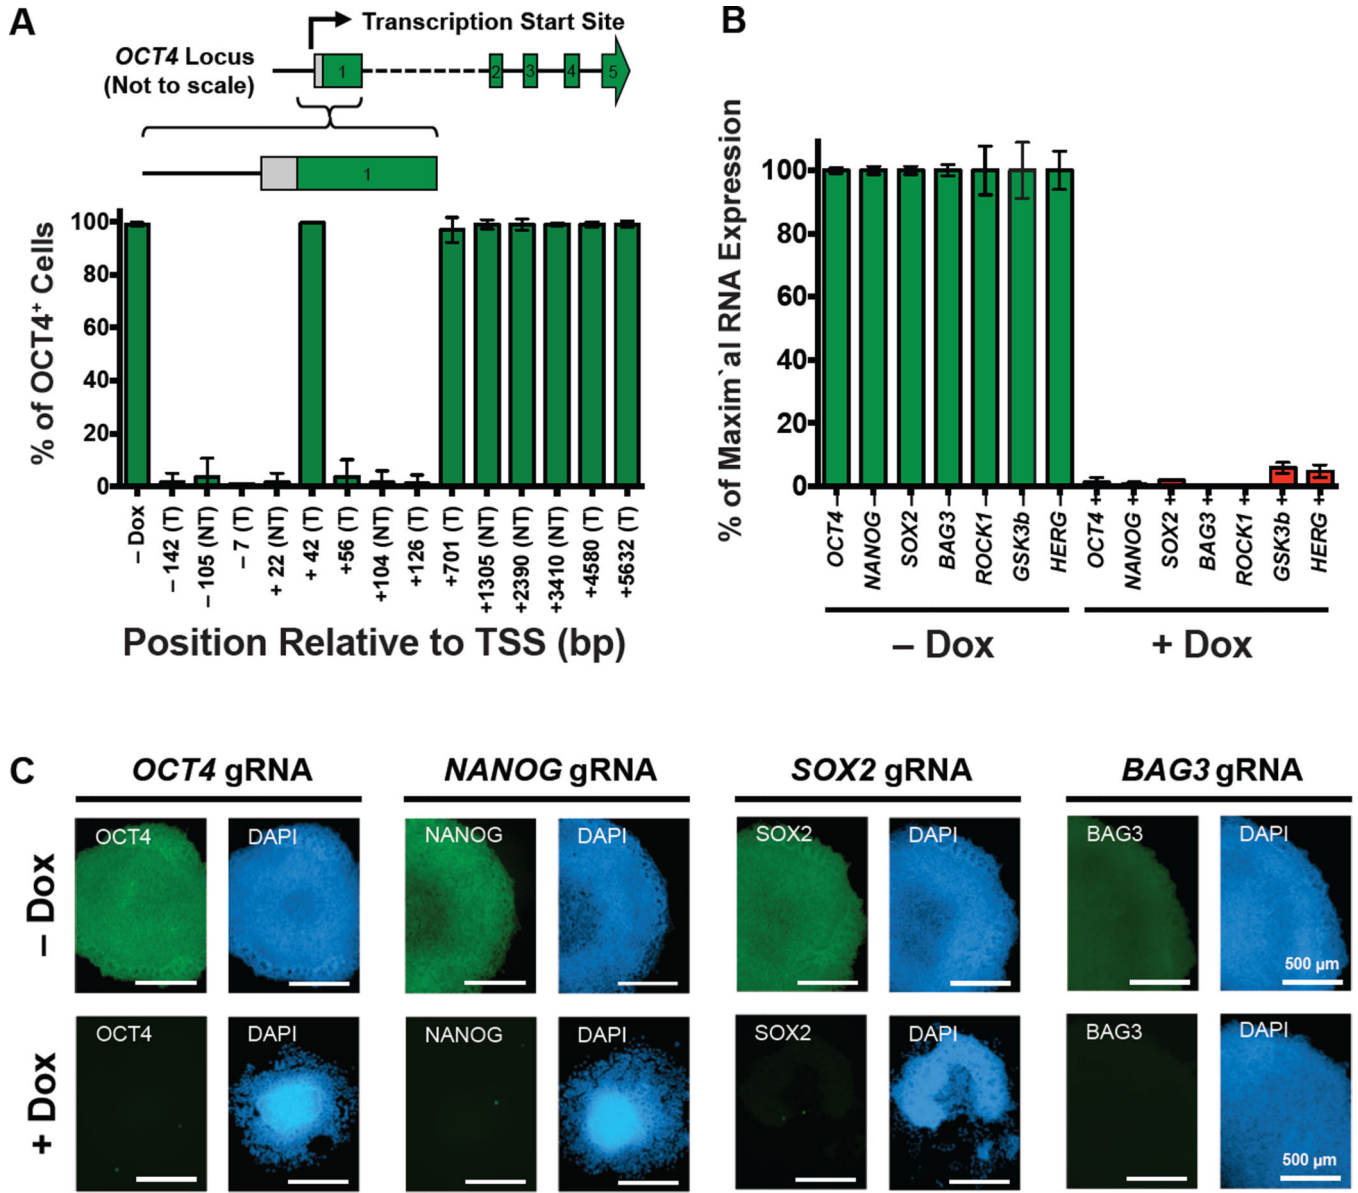 A
Transcription Start Site
OCT4 Locus
(Not to scale)
1
2
3
4
5
1
% of OCT4+ Cells
100
80
60
40
20
0
– Dox
– 142 (T)
– 105 (NT)
– 7 (T)
+ 22 (NT)
+ 42 (T)
+56 (T)
+104 (NT)
+126 (T)
+701 (T)
+1305 (NT)
+2390 (NT)
+3410 (NT)
+4580 (T)
+5632 (T)
Position Relative to TSS (bp)
B
% of Maxim`al RNA Expression
100
80
60
40
20
0
OCT4 –
NANOG –
SOX2 –
BAG3 –
ROCK1 –
GSK3b –
HERG –
OCT4 +
NANOG +
SOX2 +
BAG3 +
ROCK1 +
GSK3b +
HERG +
– Dox
+ Dox
C
OCT4 gRNA
NANOG gRNA
SOX2 gRNA
BAG3 gRNA
– Dox
OCT4
DAPI
NANOG
DAPI
SOX2
DAPI
BAG3
DAPI
500 µm
+ Dox
OCT4
DAPI
NANOG
DAPI
SOX2
DAPI
BAG3
DAPI
500 µm